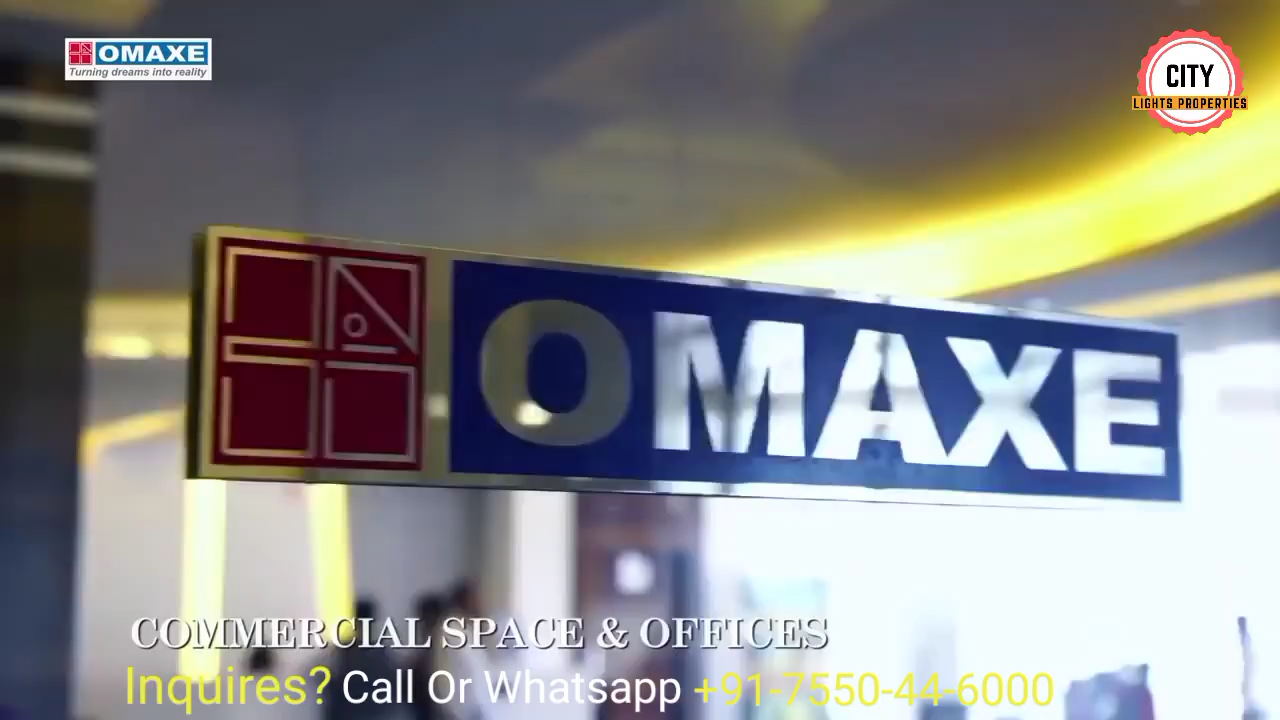 OMAXE
Turning dreams into reality
CITY
LIGHTS PROPERTIES
OMAXE
COMMERCIAL SPACE & OFFICES
Inquires? Call Or Whatsapp +91-7550-44-6000